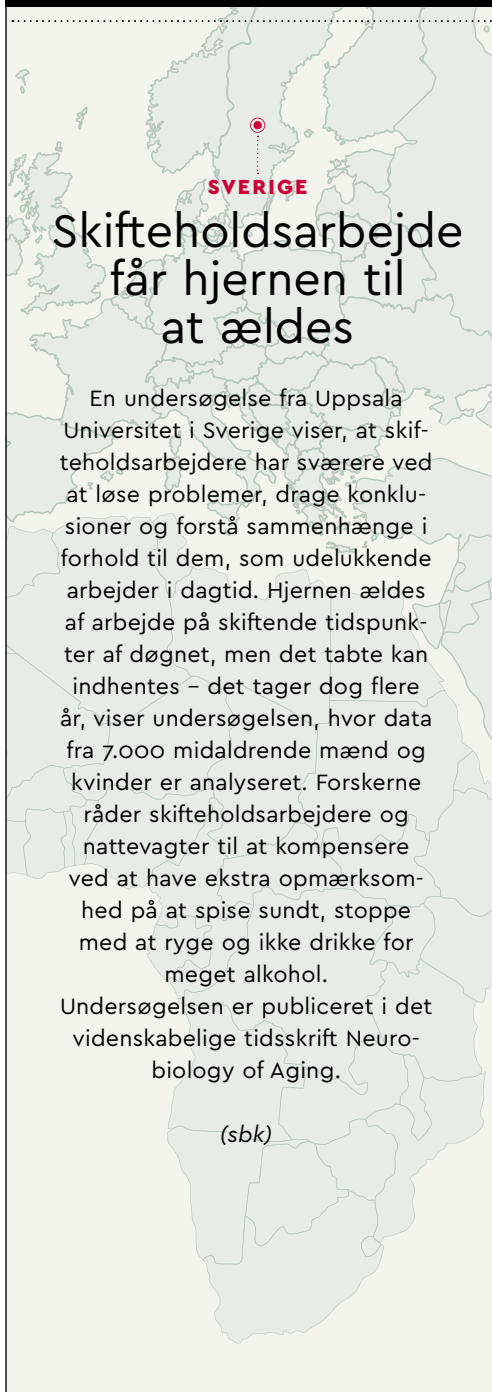 SVERIGE
Skifteholdsarbejde
får hjernen til
at ældes
En undersøgelse fra Uppsala
Universitet i Sverige viser, at skif-
teholdsarbejdere har sværere ved
at løse problemer, drage konklu-
sioner og forstå sammenhænge i
forhold til dem, som udelukkende
arbejder i dagtid. Hjernen ældes
af arbejde på skiftende tidspunk-
ter af døgnet, men det tabte kan
indhentes – det tager dog flere
år, viser undersøgelsen, hvor data
fra 7.000 midaldrende mænd og
kvinder er analyseret. Forskerne
råder skifteholdsarbejdere og
nattevagter til at kompensere
ved at have ekstra opmærksom-
hed på at spise sundt, stoppe
med at ryge og ikke drikke for
meget alkohol.
Undersøgelsen er publiceret i det
videnskabelige tidsskrift Neuro-
biology of Aging.
(sbk)